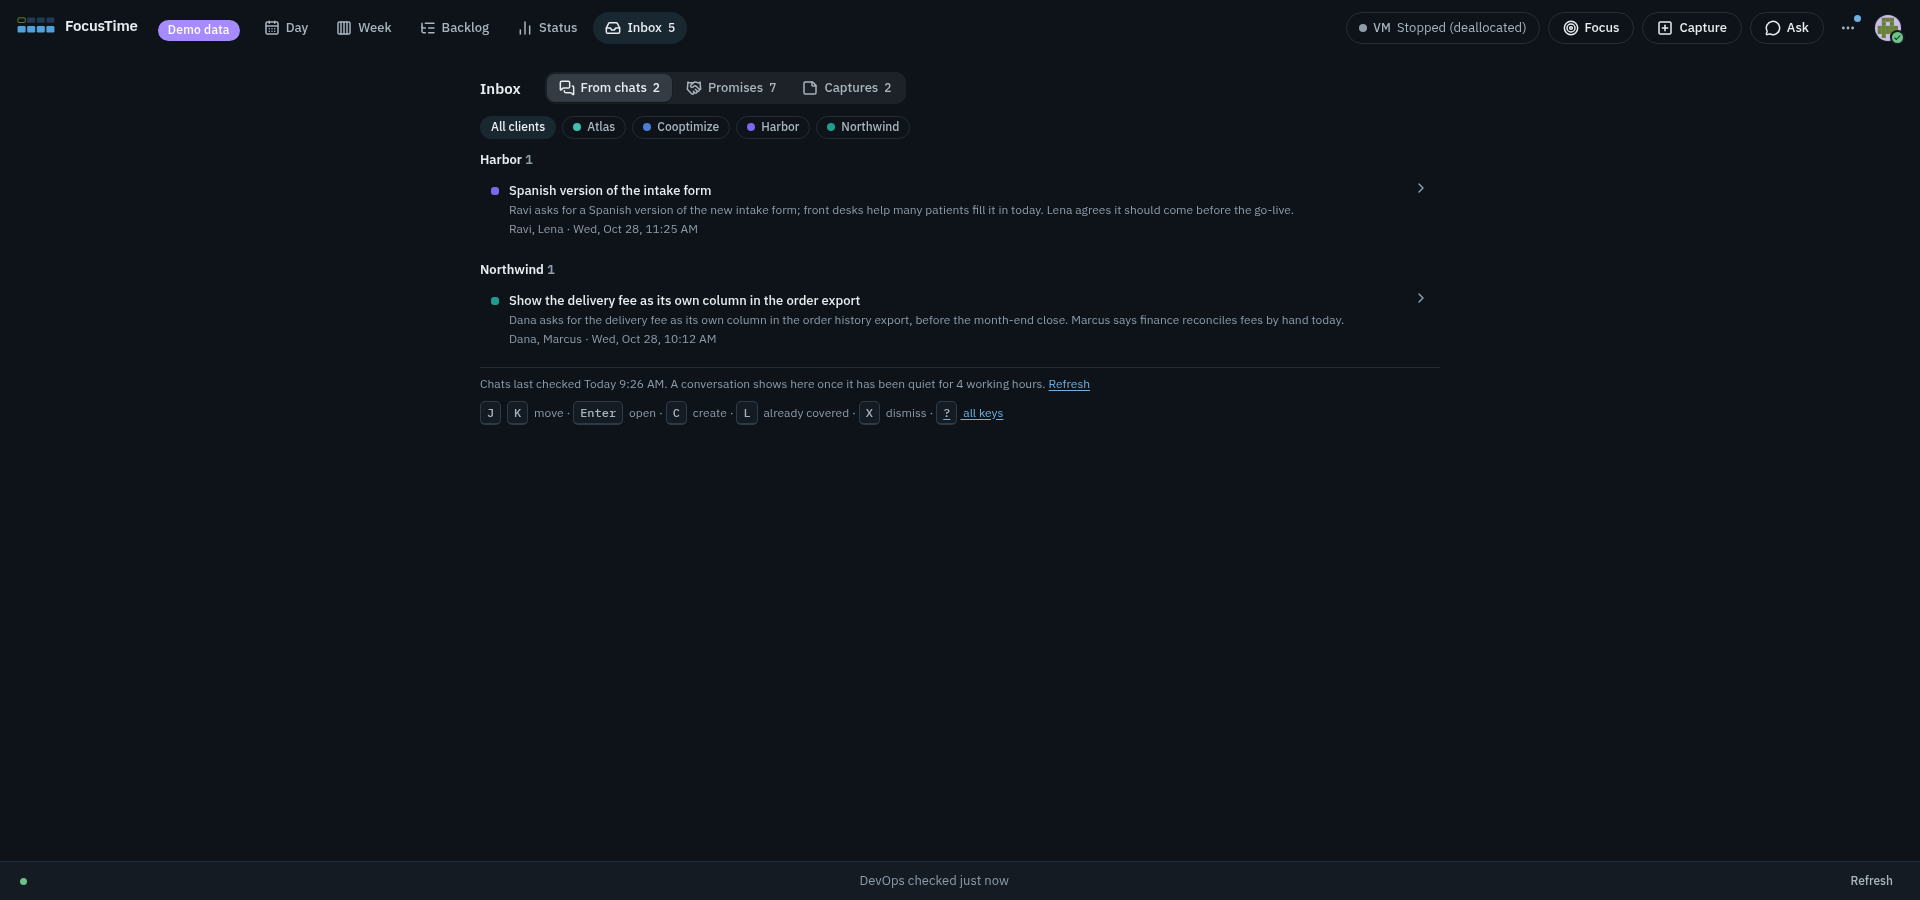 FocusTime Demo data Day Week Backlog Status Inbox 5 VM Stopped (deallocated) Focus Capture Ask
Inbox From chats 2 Promises 7 Captures 2
All clients Atlas Cooptimize Harbor Northwind
Harbor 1
Spanish version of the intake form
Ravi asks for a Spanish version of the new intake form; front desks help many patients fill it in today. Lena agrees it should come before the go-live.
Ravi, Lena · Wed, Oct 28, 11:25 AM
Northwind 1
Show the delivery fee as its own column in the order export
Dana asks for the delivery fee as its own column in the order history export, before the month-end close. Marcus says finance reconciles fees by hand today.
Dana, Marcus · Wed, Oct 28, 10:12 AM
Chats last checked Today 9:26 AM. A conversation shows here once it has been quiet for 4 working hours. Refresh
J K move · Enter open · C create · L already covered · X dismiss · ? all keys
DevOps checked just now Refresh